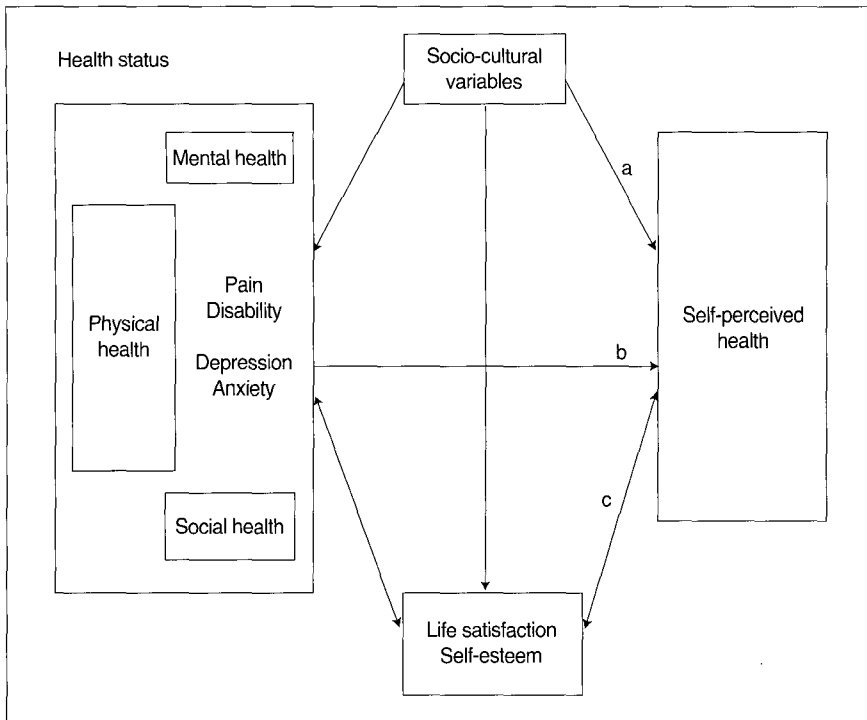 Health status
Socio-cultural
variables
Mental health
a
Pain
Disability
Physical
health
Self-perceived
health
b
Depression
Anxiety
c
Social health
Life satisfaction
Self-esteem